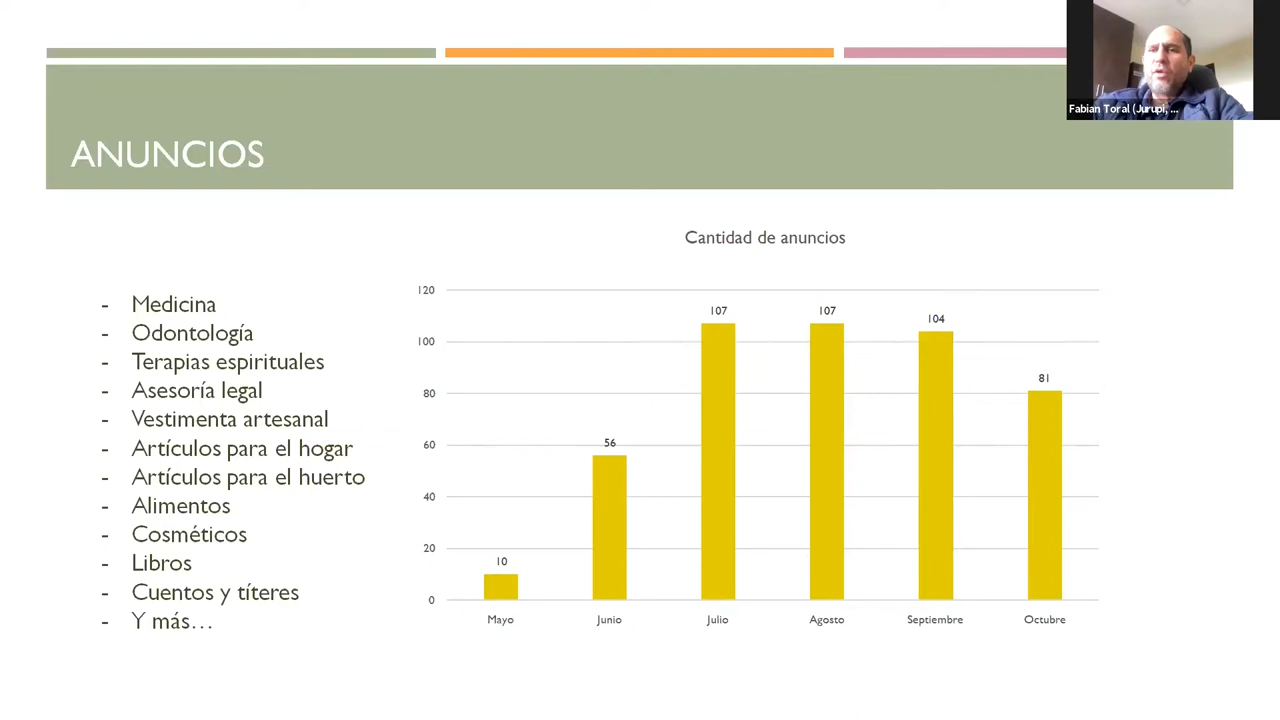 Fabian Toral (Jurupi, ...
ANUNCIOS
- Medicina
- Odontología
- Terapias espirituales
- Asesoría legal
- Vestimenta artesanal
- Artículos para el hogar
- Artículos para el huerto
- Alimentos
- Cosméticos
- Libros
- Cuentos y títeres
- Y más...
Cantidad de anuncios
120
100
80
60
40
20
0
10
56
107
107
104
81
Mayo
Junio
Julio
Agosto
Septiembre
Octubre